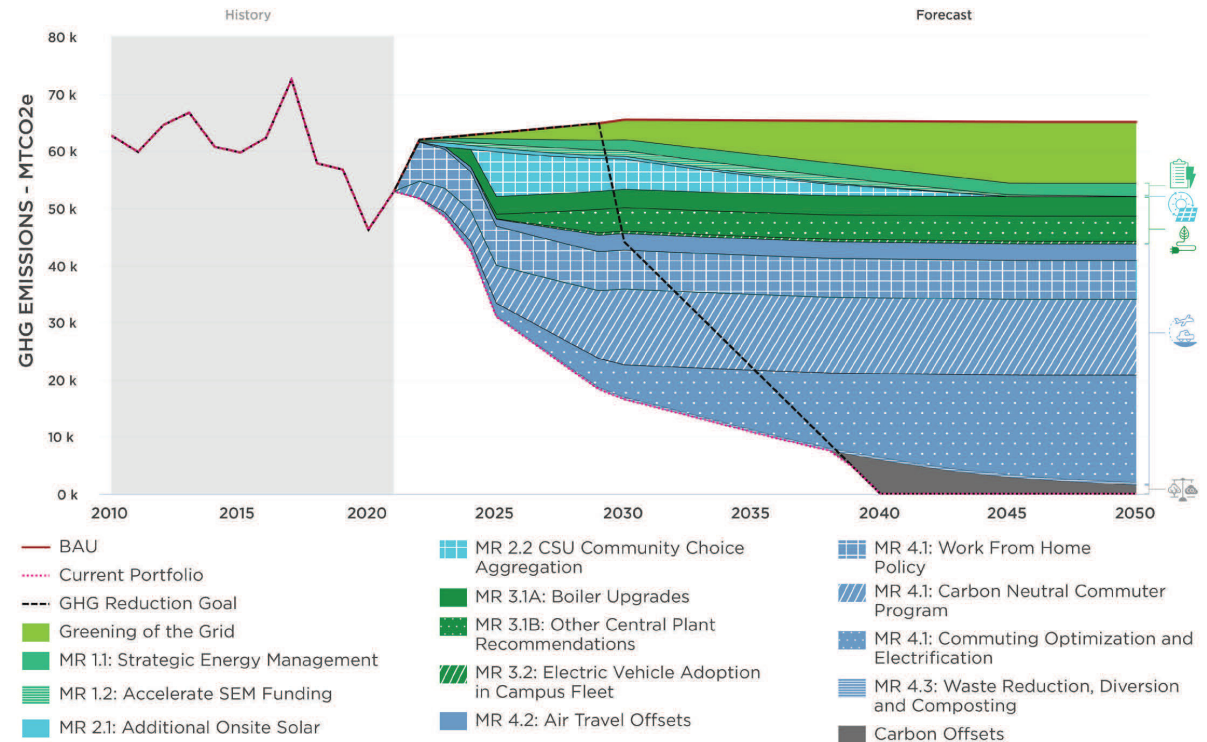 History
Forecast
GHG EMISSIONS - MTCO2e
80 k
70 k
60 k
50 k
40 k
30 k
20 k
10 k
0 k
2010
2015
2020
2025
2030
2035
2040
2045
2050
BAU
Current Portfolio
GHG Reduction Goal
Greening of the Grid
MR 1.1: Strategic Energy Management
MR 1.2: Accelerate SEM Funding
MR 2.1: Additional Onsite Solar
MR 2.2 CSU Community Choice
Aggregation
MR 3.1A: Boiler Upgrades
MR 3.1B: Other Central Plant
Recommendations
MR 3.2: Electric Vehicle Adoption
in Campus Fleet
MR 4.2: Air Travel Offsets
MR 4.1: Work From Home
Policy
MR 4.1: Carbon Neutral Commuter
Program
MR 4.1: Commuting Optimization and
Electrification
MR 4.3: Waste Reduction, Diversion
and Composting
Carbon Offsets